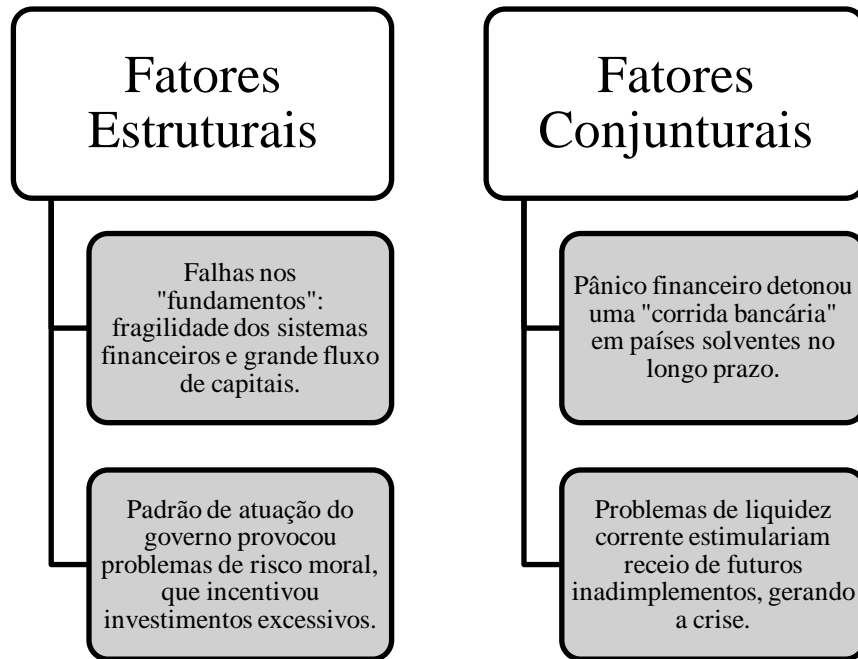 Fatores
Estruturais
Falhas nos
"fundamentos":
fragilidade dos sistemas
financeiros e grande fluxo
de capitais.
Padrão de atuação do
governo provocou
problemas de risco moral,
que incentivou
investimentos excessivos.
Fatores
Conjunturais
Pânico financeiro detonou
uma "corrida bancária"
em países solventes no
longo prazo.
Problemas de liquidez
corrente estimulariam
receio de futuros
inadimplementos, gerando
a crise.